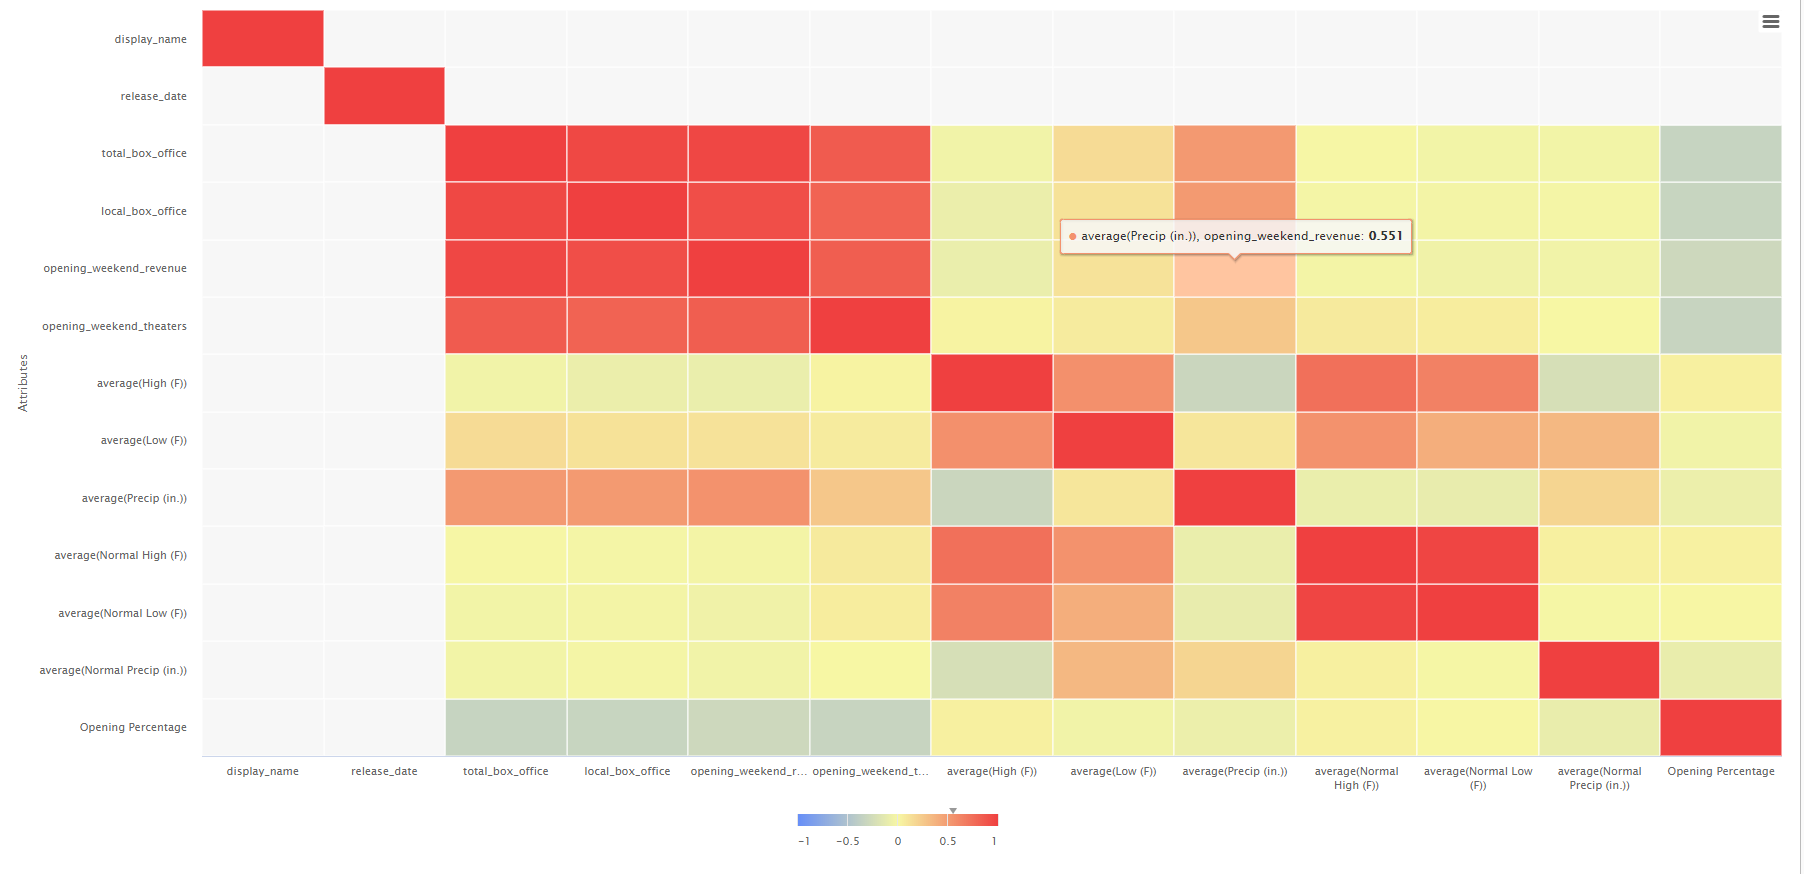 display_name
release_date
total_box_office
local_box_office
average(Precip (in.)), opening_weekend_revenue: 0.551
opening_weekend_revenue
opening_weekend_theaters
Attributes
average(High (F))
average(Low (F))
average(Precip (in.))
average(Normal High (F))
average(Normal Low (F))
average(Normal Precip (in.))
Opening Percentage
display_name
release_date
total_box_office
local_box_office
opening_weekend_r...
opening_weekend_t...
average(High (F))
average(Low (F))
average(Precip (in.))
average(Normal
High (F))
average(Normal Low
(F))
average(Normal
Precip (in.))
Opening Percentage
-1 -0.5 0 0.5 1